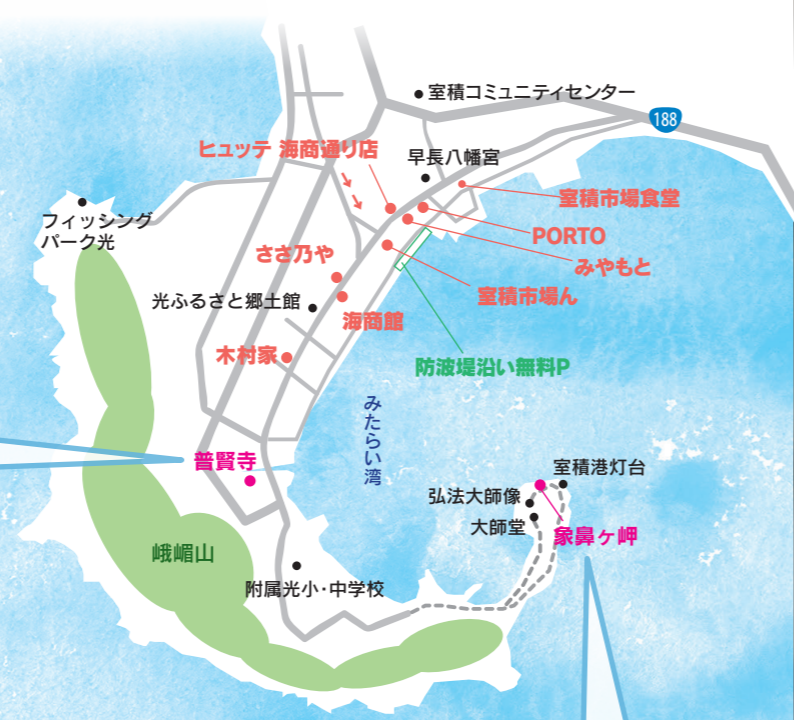 室積コミュニティセンター
188
ヒュッテ 海商通り店
早長八幡宮
室積市場食堂
フィッシング
パーク光
PORTO
ささ乃や
みやもと
室積市場ん
光ふるさと郷土館
海商館
木村家
防波堤沿い無料P
みたらい湾
普賢寺
室積港灯台
弘法大師像
大師堂
象鼻ヶ岬
峨嵋山
附属光小・中学校